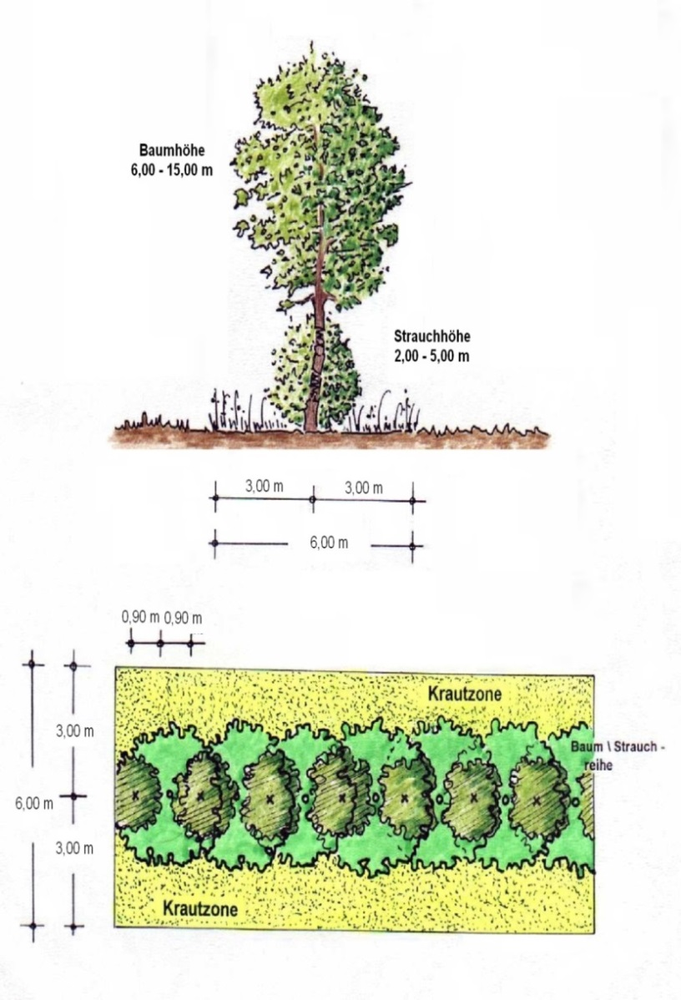 Baumhöhe
6,00 - 15,00 m
Strauchhöhe
2,00 - 5,00 m
3,00 m
3,00 m
6,00 m
0,90 m 0,90 m
Krautzone
3,00 m
Baum \ Strauch -
reihe
6,00 m
3,00 m
Krautzone